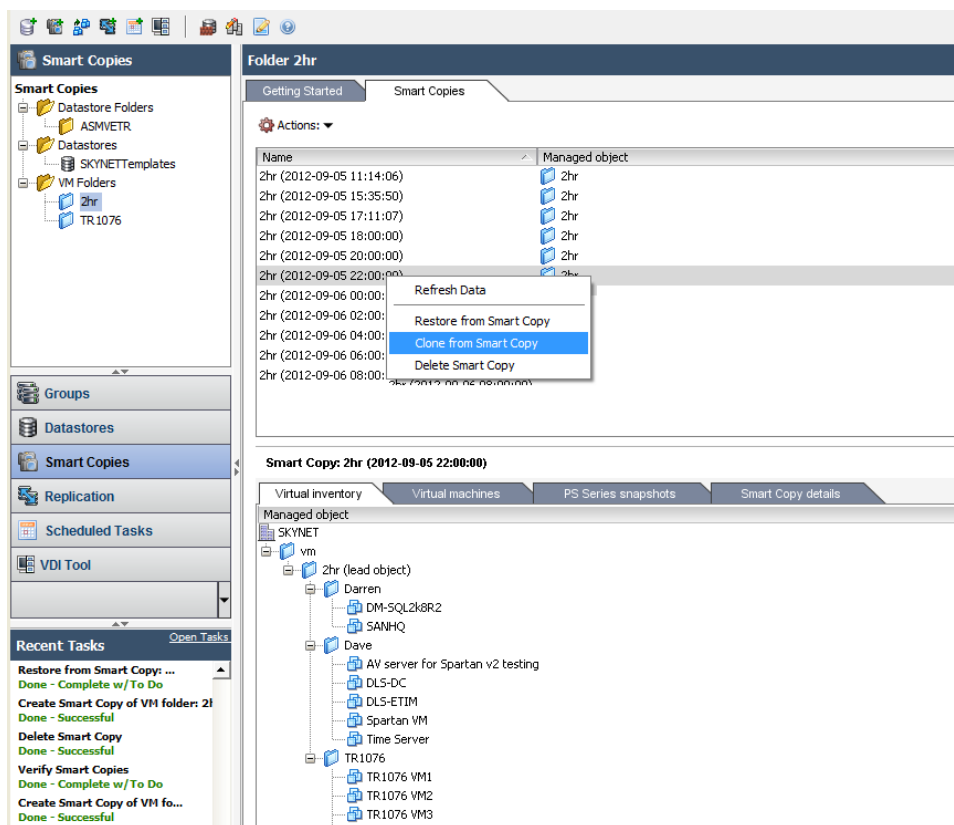 Smart Copies
Smart Copies
Datastore Folders
ASMVETR
Datastores
SKYNETTemplates
VM Folders
2hr
TR1076
Groups
Datastores
Smart Copies
Replication
Scheduled Tasks
VDI Tool
Recent Tasks
Open Tasks
Restore from Smart Copy: ...
Done - Complete w/To Do
Create Smart Copy of VM folder: 2h
Done - Successful
Delete Smart Copy
Done - Successful
Verify Smart Copies
Done - Complete w/To Do
Create Smart Copy of VM fo...
Done - Successful
Folder 2hr
Getting Started Smart Copies
Actions:
Name Managed object
2hr (2012-09-05 11:14:06) 2hr
2hr (2012-09-05 15:35:50) 2hr
2hr (2012-09-05 17:11:07) 2hr
2hr (2012-09-05 18:00:00) 2hr
2hr (2012-09-05 20:00:00) 2hr
2hr (2012-09-05 22:00:00) 2hr
2hr (2012-09-06 00:00:
2hr (2012-09-06 02:00:
2hr (2012-09-06 04:00:
2hr (2012-09-06 06:00:
2hr (2012-09-06 08:00:
2hr (2012-09-06 08:00:00)
Refresh Data
Restore from Smart Copy
Clone from Smart Copy
Delete Smart Copy
Smart Copy: 2hr (2012-09-05 22:00:00)
Virtual inventory Virtual machines PS Series snapshots Smart Copy details
Managed object
SKYNET
vm
2hr (lead object)
Darren
DM-SQL2k8R2
SANHQ
Dave
AV server for Spartan v2 testing
DLS-DC
DLS-ETIM
Spartan VM
Time Server
TR1076
TR1076 VM1
TR1076 VM2
TR1076 VM3